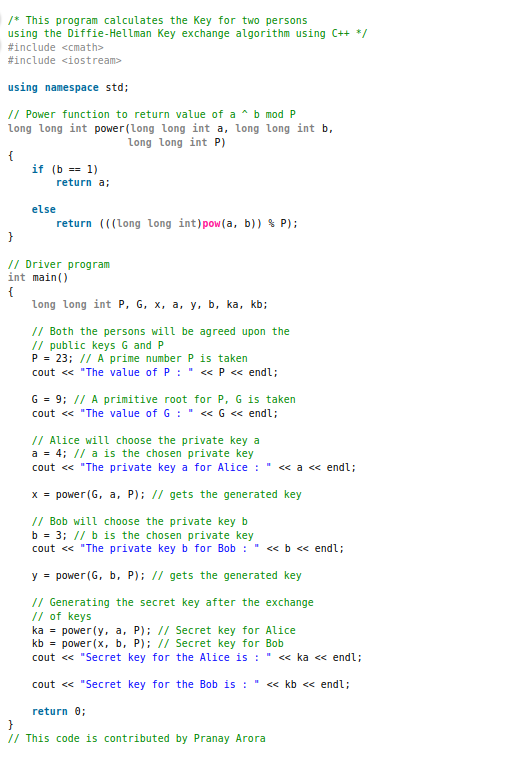 /* This program calculates the Key for two persons
using the Diffie-Hellman Key exchange algorithm using C++ */
#include <cmath>
#include <iostream>

using namespace std;

// Power function to return value of a ^ b mod P
long long int power(long long int a, long long int b,
                    long long int P)
{
    if (b == 1)
        return a;

    else
        return (((long long int)pow(a, b)) % P);
}

// Driver program
int main()
{
    long long int P, G, x, a, y, b, ka, kb;

    // Both the persons will be agreed upon the
    // public keys G and P
    P = 23; // A prime number P is taken
    cout << "The value of P : " << P << endl;

    G = 9; // A primitive root for P, G is taken
    cout << "The value of G : " << G << endl;

    // Alice will choose the private key a
    a = 4; // a is the chosen private key
    cout << "The private key a for Alice : " << a << endl;

    x = power(G, a, P); // gets the generated key

    // Bob will choose the private key b
    b = 3; // b is the chosen private key
    cout << "The private key b for Bob : " << b << endl;

    y = power(G, b, P); // gets the generated key

    // Generating the secret key after the exchange
    // of keys
    ka = power(y, a, P); // Secret key for Alice
    kb = power(x, b, P); // Secret key for Bob
    cout << "Secret key for the Alice is : " << ka << endl;

    cout << "Secret key for the Bob is : " << kb << endl;

    return 0;
}
// This code is contributed by Pranay Arora